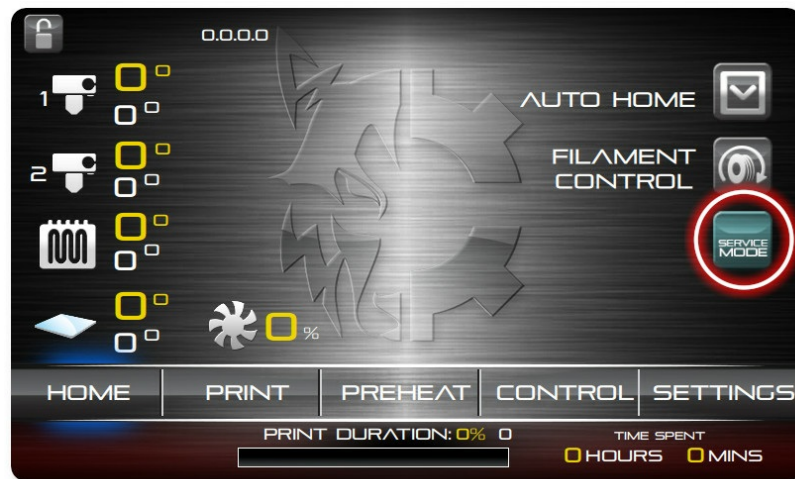 0.0.0.0
1 0°
0°
AUTO HOME
2 0°
0°
FILAMENT
CONTROL
0°
0°
SERVICE
MODE
0°
0°
0%
HOME PRINT PREHEAT CONTROL SETTINGS
PRINT DURATION: 0% 0
TIME SPENT
0 HOURS 0 MINS